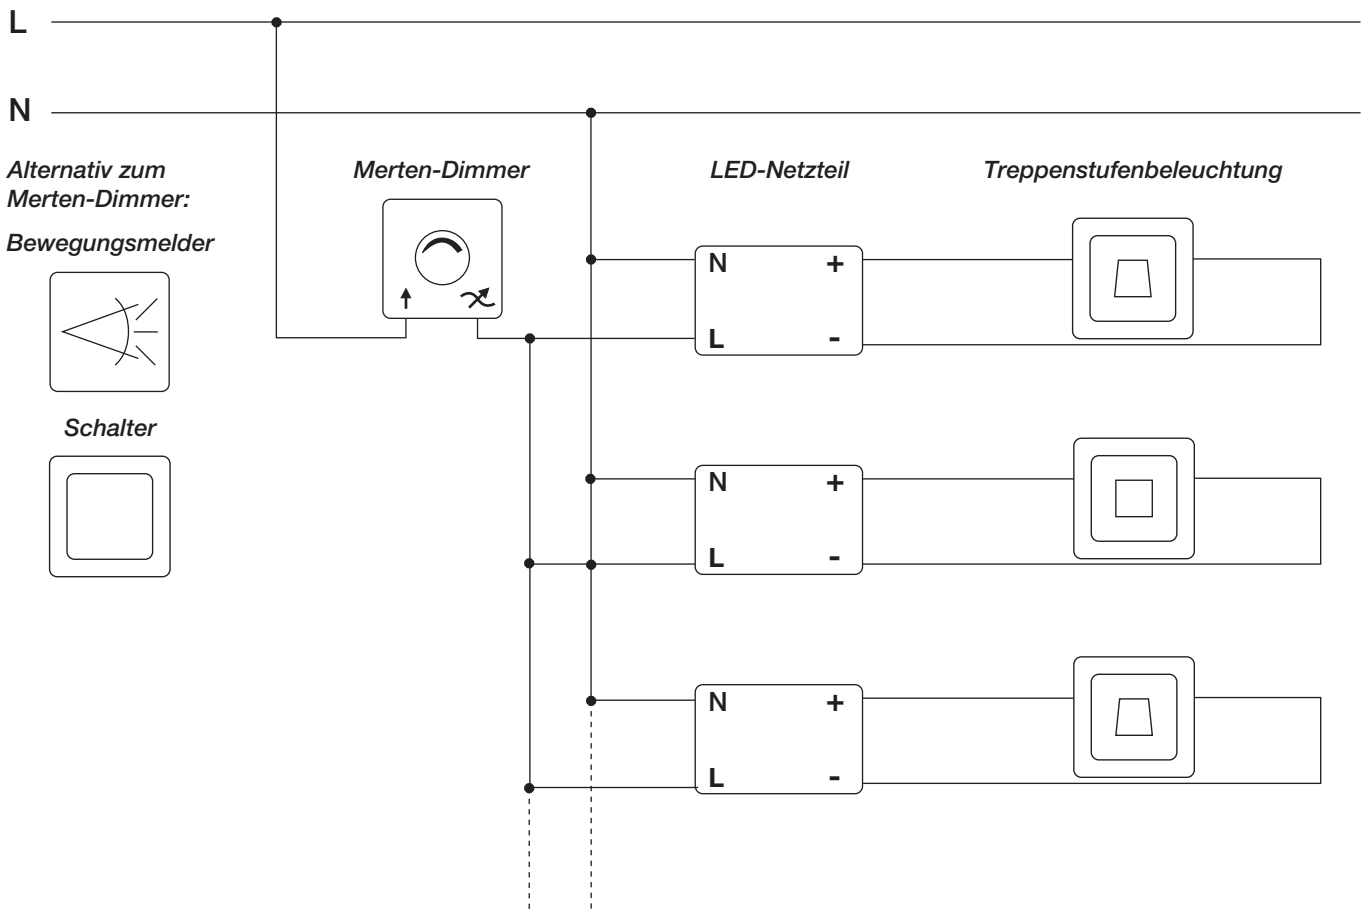 L
N
Alternativ zum
Merten-Dimmer:
Bewegungsmelder
Schalter
Merten-Dimmer
LED-Netzteil
Treppenstufenbeleuchtung
N +
L -
N +
L -
N +
L -